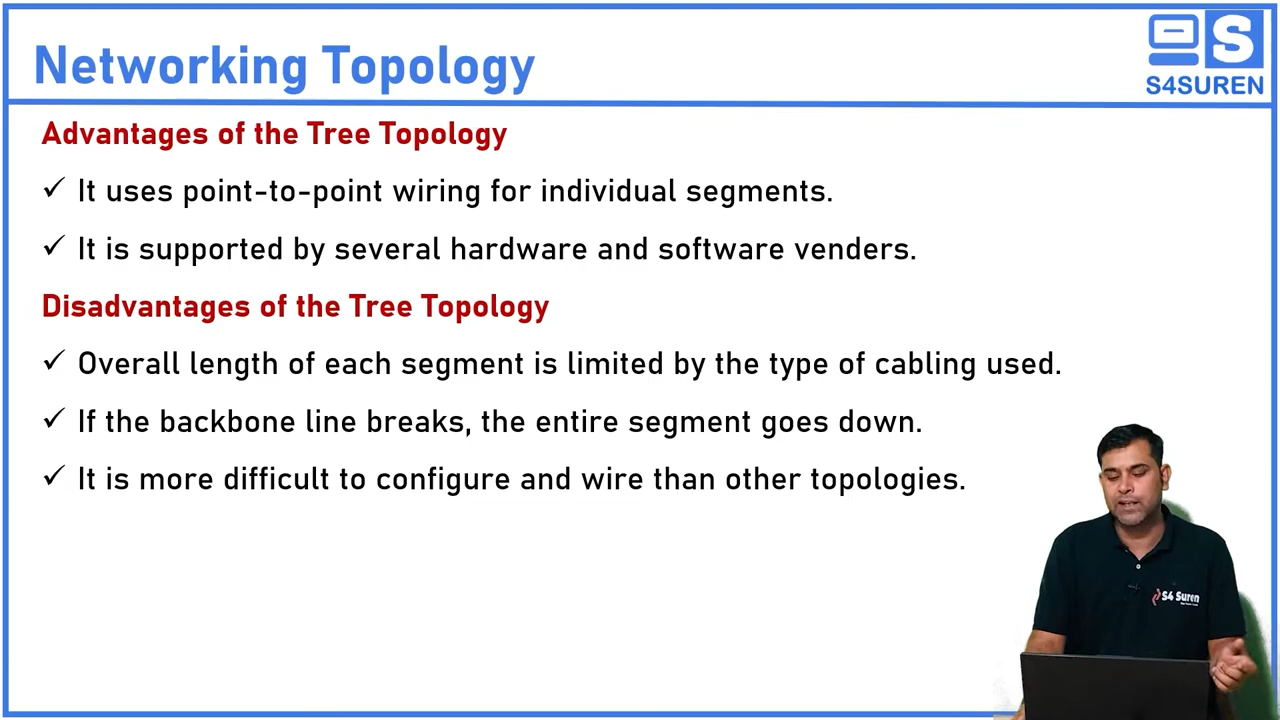 Networking Topology
S
S4SUREN
Advantages of the Tree Topology
✓ It uses point-to-point wiring for individual segments.
✓ It is supported by several hardware and software venders.
Disadvantages of the Tree Topology
✓ Overall length of each segment is limited by the type of cabling used.
✓ If the backbone line breaks, the entire segment goes down.
✓ It is more difficult to configure and wire than other topologies.
S4 Suren